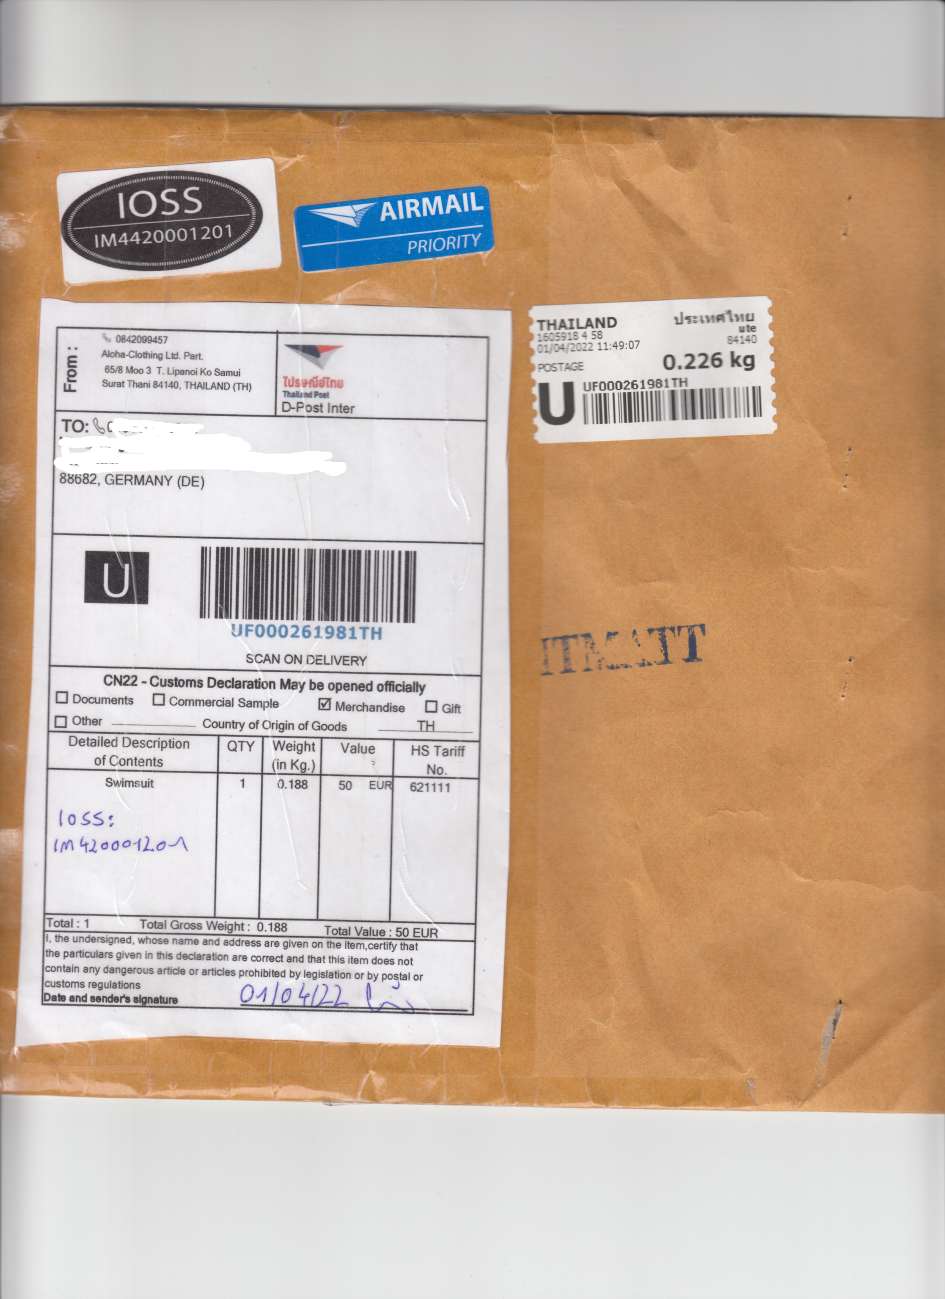 IOSS
IM4420001201
AIRMAIL
PRIORITY
THAILAND ประเทศไทย
1605918 4 58 ute
01/04/2022 11:49:07 84140
POSTAGE 0.226 kg
U UF000261981TH
From :
0842099457
Aloha-Clothing Ltd. Part.
65/8 Moo 3 T. Lipanoi Ko Samui
Surat Thani 84140, THAILAND (TH)
ไปรษณีย์ไทย
Thailand Post
D-Post Inter
TO:
88682, GERMANY (DE)
U
UF000261981TH
SCAN ON DELIVERY
CN22 - Customs Declaration May be opened officially
Documents Commercial Sample Merchandise Gift
Other Country of Origin of Goods TH
Detailed Description of Contents QTY Weight (in Kg.) Value HS Tariff No.
Swimsuit 1 0.188 50 EUR 621111
IOSS:
IM420001201
Total : 1 Total Gross Weight : 0.188 Total Value : 50 EUR
I, the undersigned, whose name and address are given on the item,certify that
the particulars given in this declaration are correct and that this item does not
contain any dangerous article or articles prohibited by legislation or by postal or
customs regulations
Date and sender's signature 01/04/22